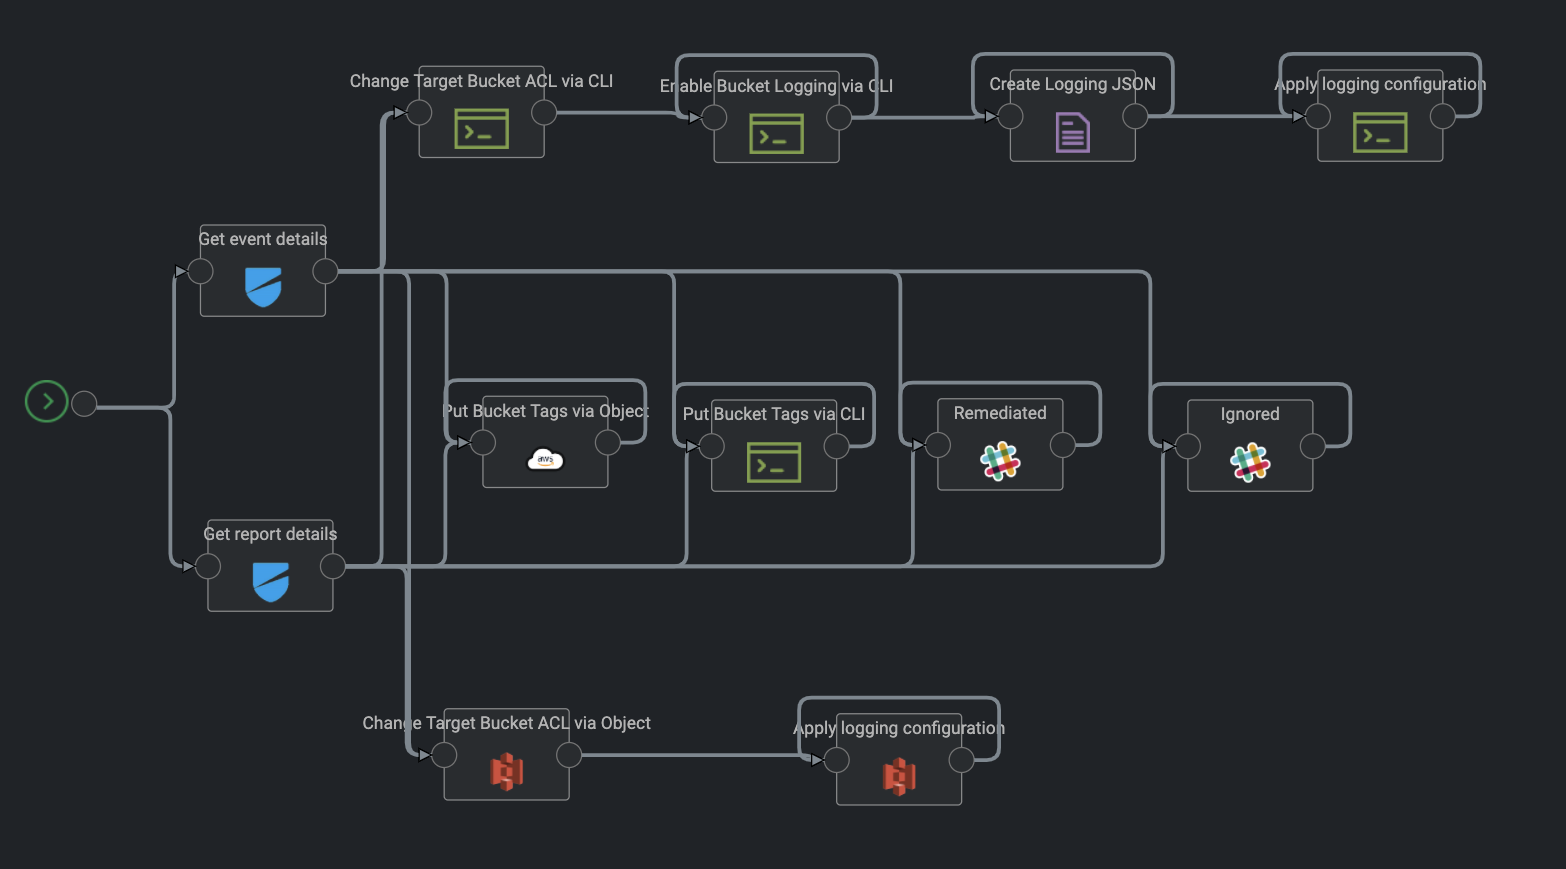 Change Target Bucket ACL via CLI
Enable Bucket Logging via CLI
Create Logging JSON
Apply logging configuration
Get event details
Put Bucket Tags via Object
aws
Put Bucket Tags via CLI
Remediated
Ignored
Get report details
Change Target Bucket ACL via Object
Apply logging configuration